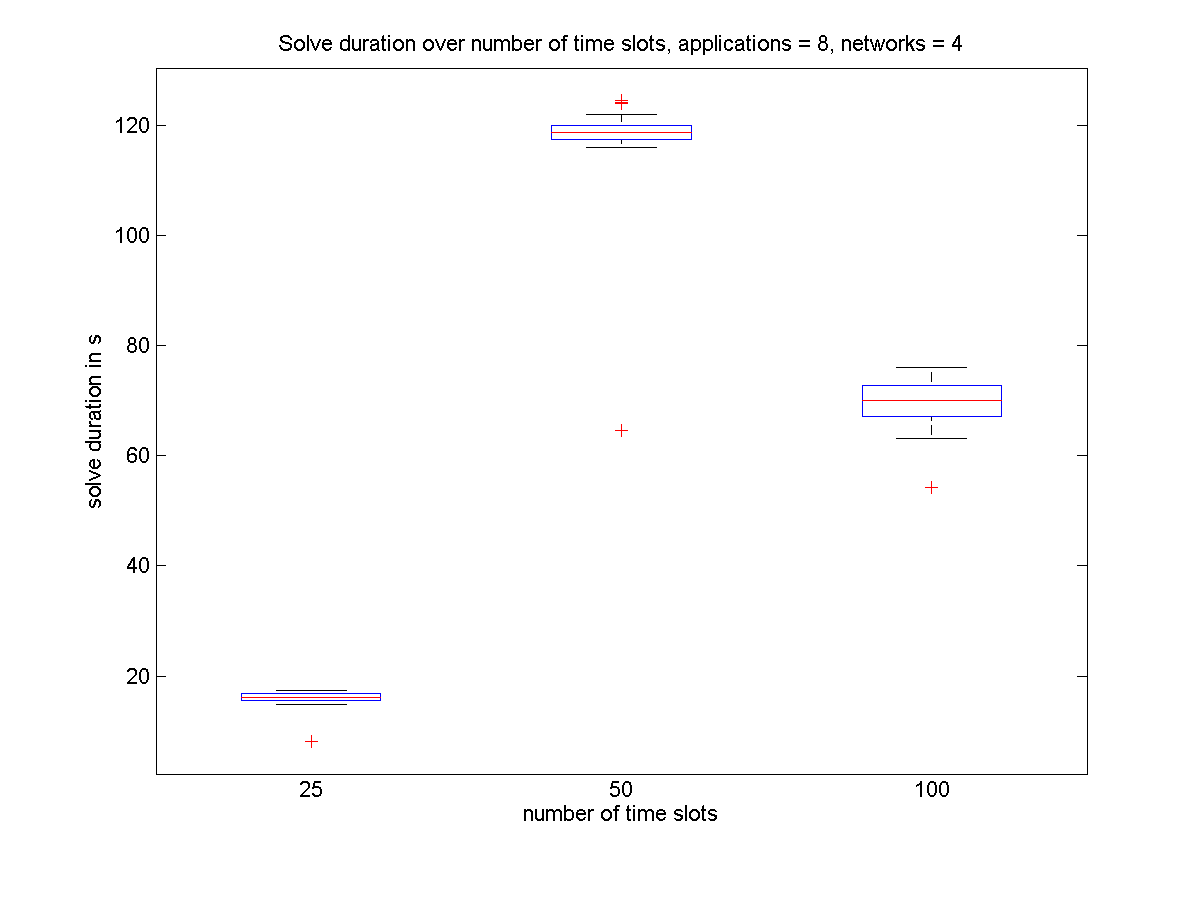 Solve duration over number of time slots, applications = 8, networks = 4
120
100
80
60
40
20
solve duration in s
25 50 100
number of time slots